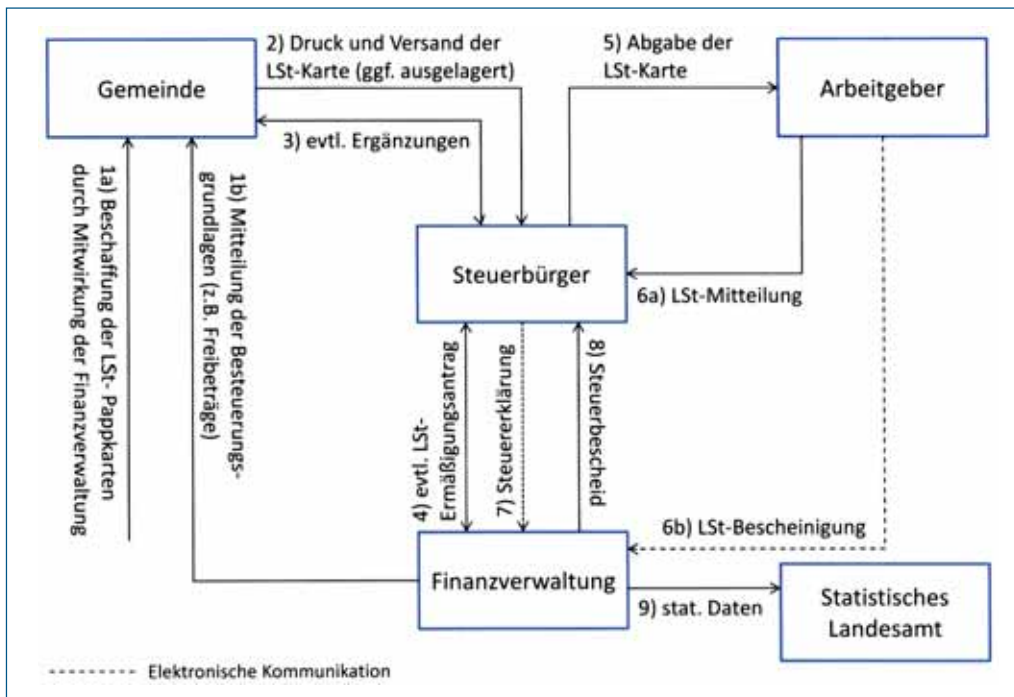 Gemeinde
2) Druck und Versand der
LSt-Karte (ggf. ausgelagert)
5) Abgabe der
LSt-Karte
Arbeitgeber
3) evtl. Ergänzungen
1a) Beschaffung der LSt- Pappkarten
durch Mitwirkung der Finanzverwaltung
1b) Mitteilung der Besteuerungs-
grundlagen (z.B. Freibeträge)
Steuerbürger
6a) LSt-Mitteilung
4) evtl. LSt-
Ermäßigungsantrag
7) Steuererklärung
8) Steuerbescheid
6b) LSt-Bescheinigung
Finanzverwaltung
9) stat. Daten
Statistisches
Landesamt
Elektronische Kommunikation